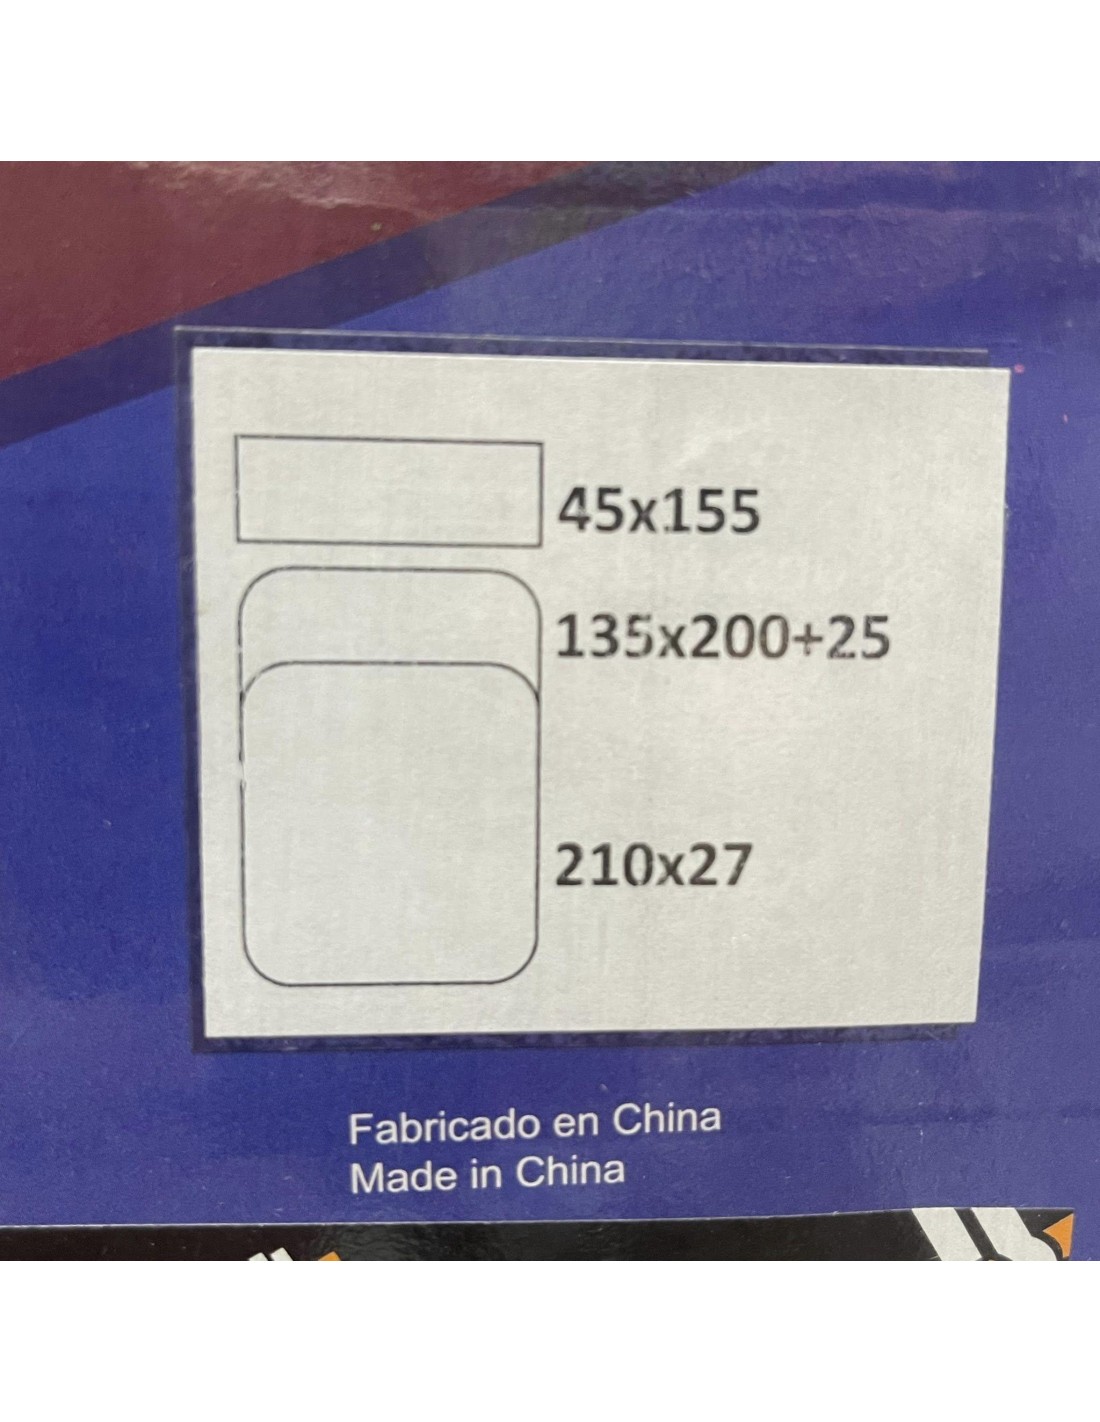 45x155
135x200+25
210x27
Fabricado en China
Made in China